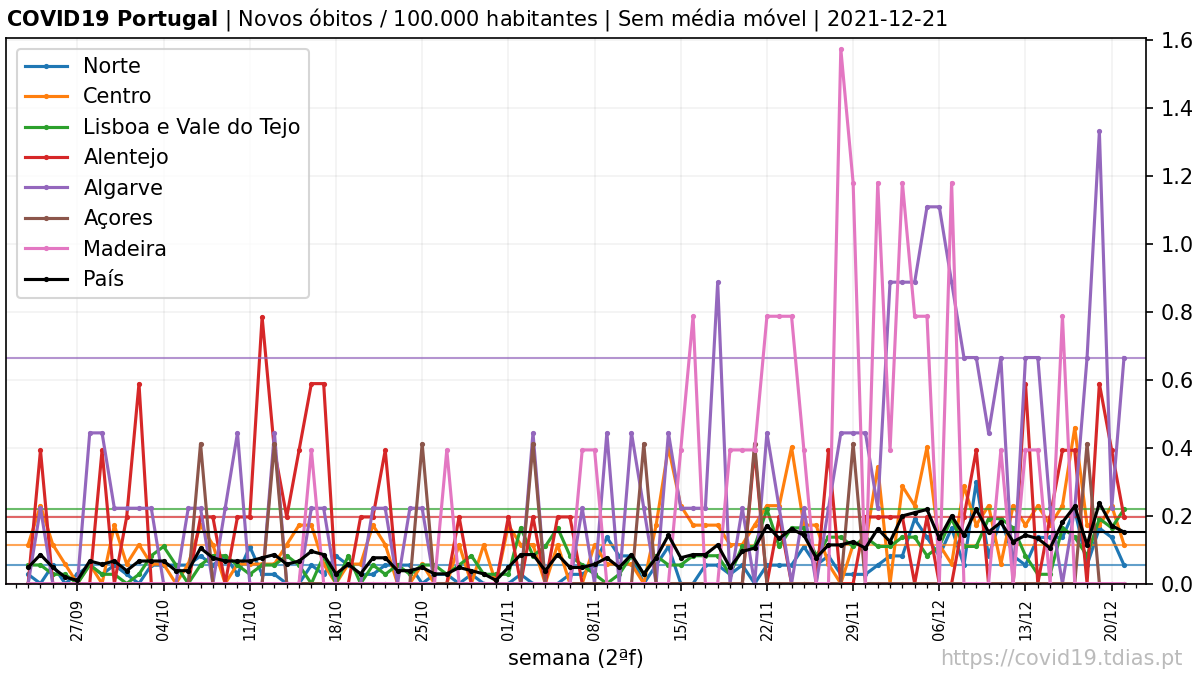 COVID19 Portugal | Novos óbitos / 100.000 habitantes | Sem média móvel | 2021-12-21
Norte
Centro
Lisboa e Vale do Tejo
Alentejo
Algarve
Açores
Madeira
País
1.6
1.4
1.2
1.0
0.8
0.6
0.4
0.2
0.0
27/09 04/10 11/10 18/10 25/10 01/11 08/11 15/11 22/11 29/11 06/12 13/12 20/12
semana (2ªf)
https://covid19.tdias.pt